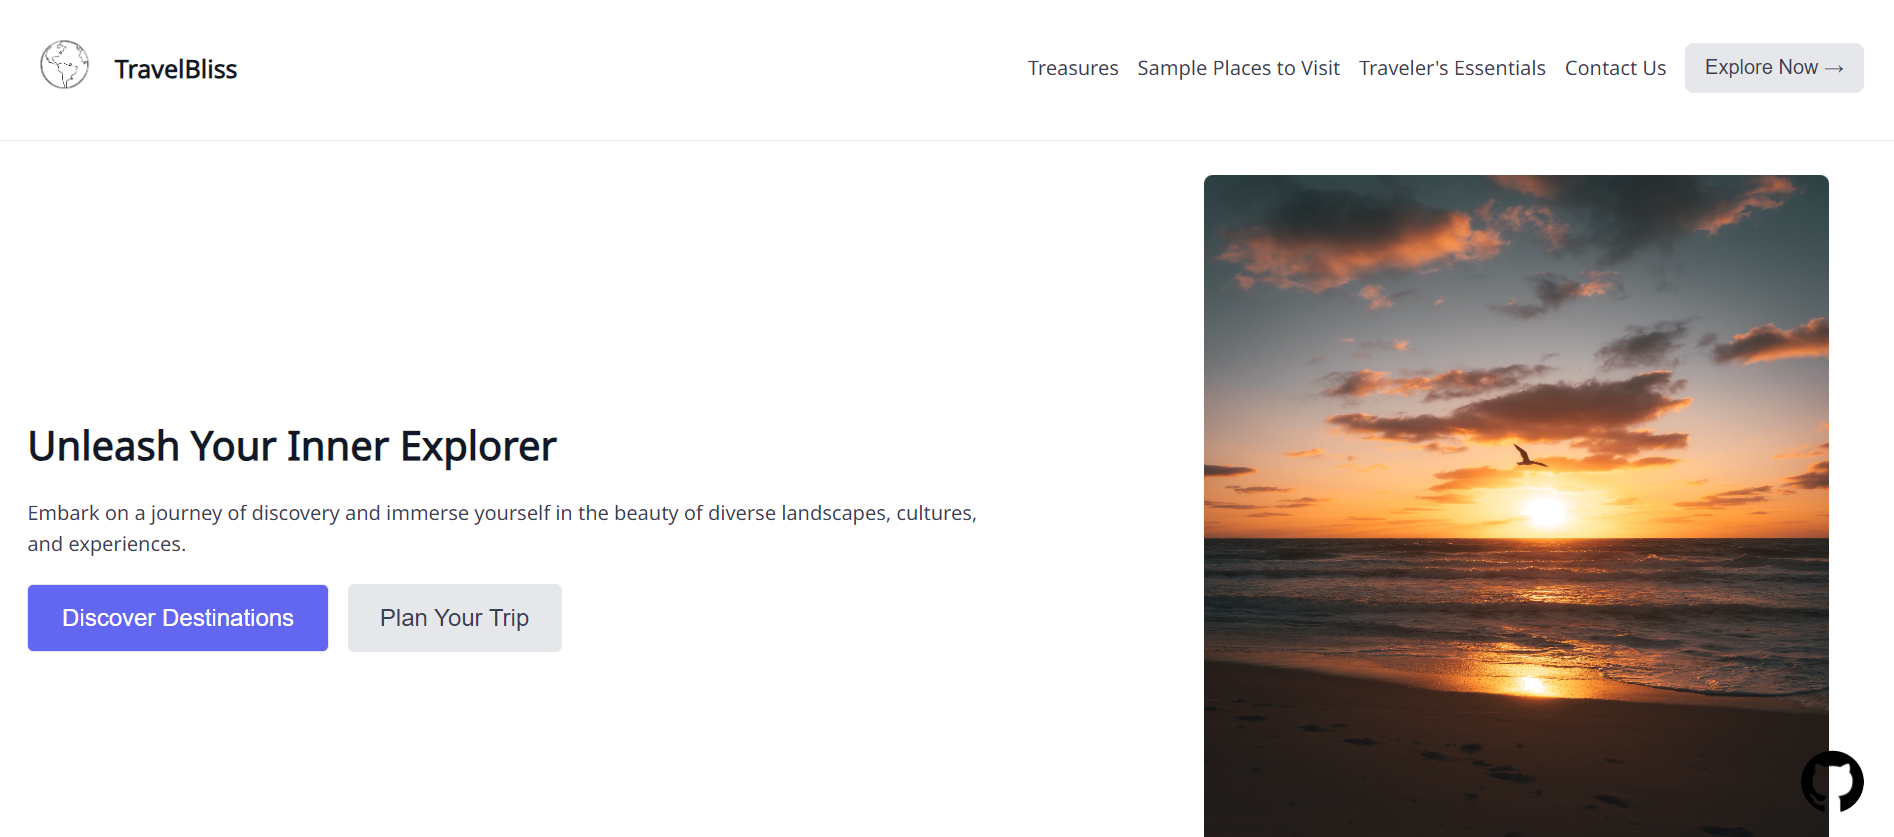 TravelBliss
Treasures
Sample Places to Visit
Traveler's Essentials
Contact Us
Explore Now →
Unleash Your Inner Explorer
Embark on a journey of discovery and immerse yourself in the beauty of diverse landscapes, cultures,
and experiences.
Discover Destinations
Plan Your Trip